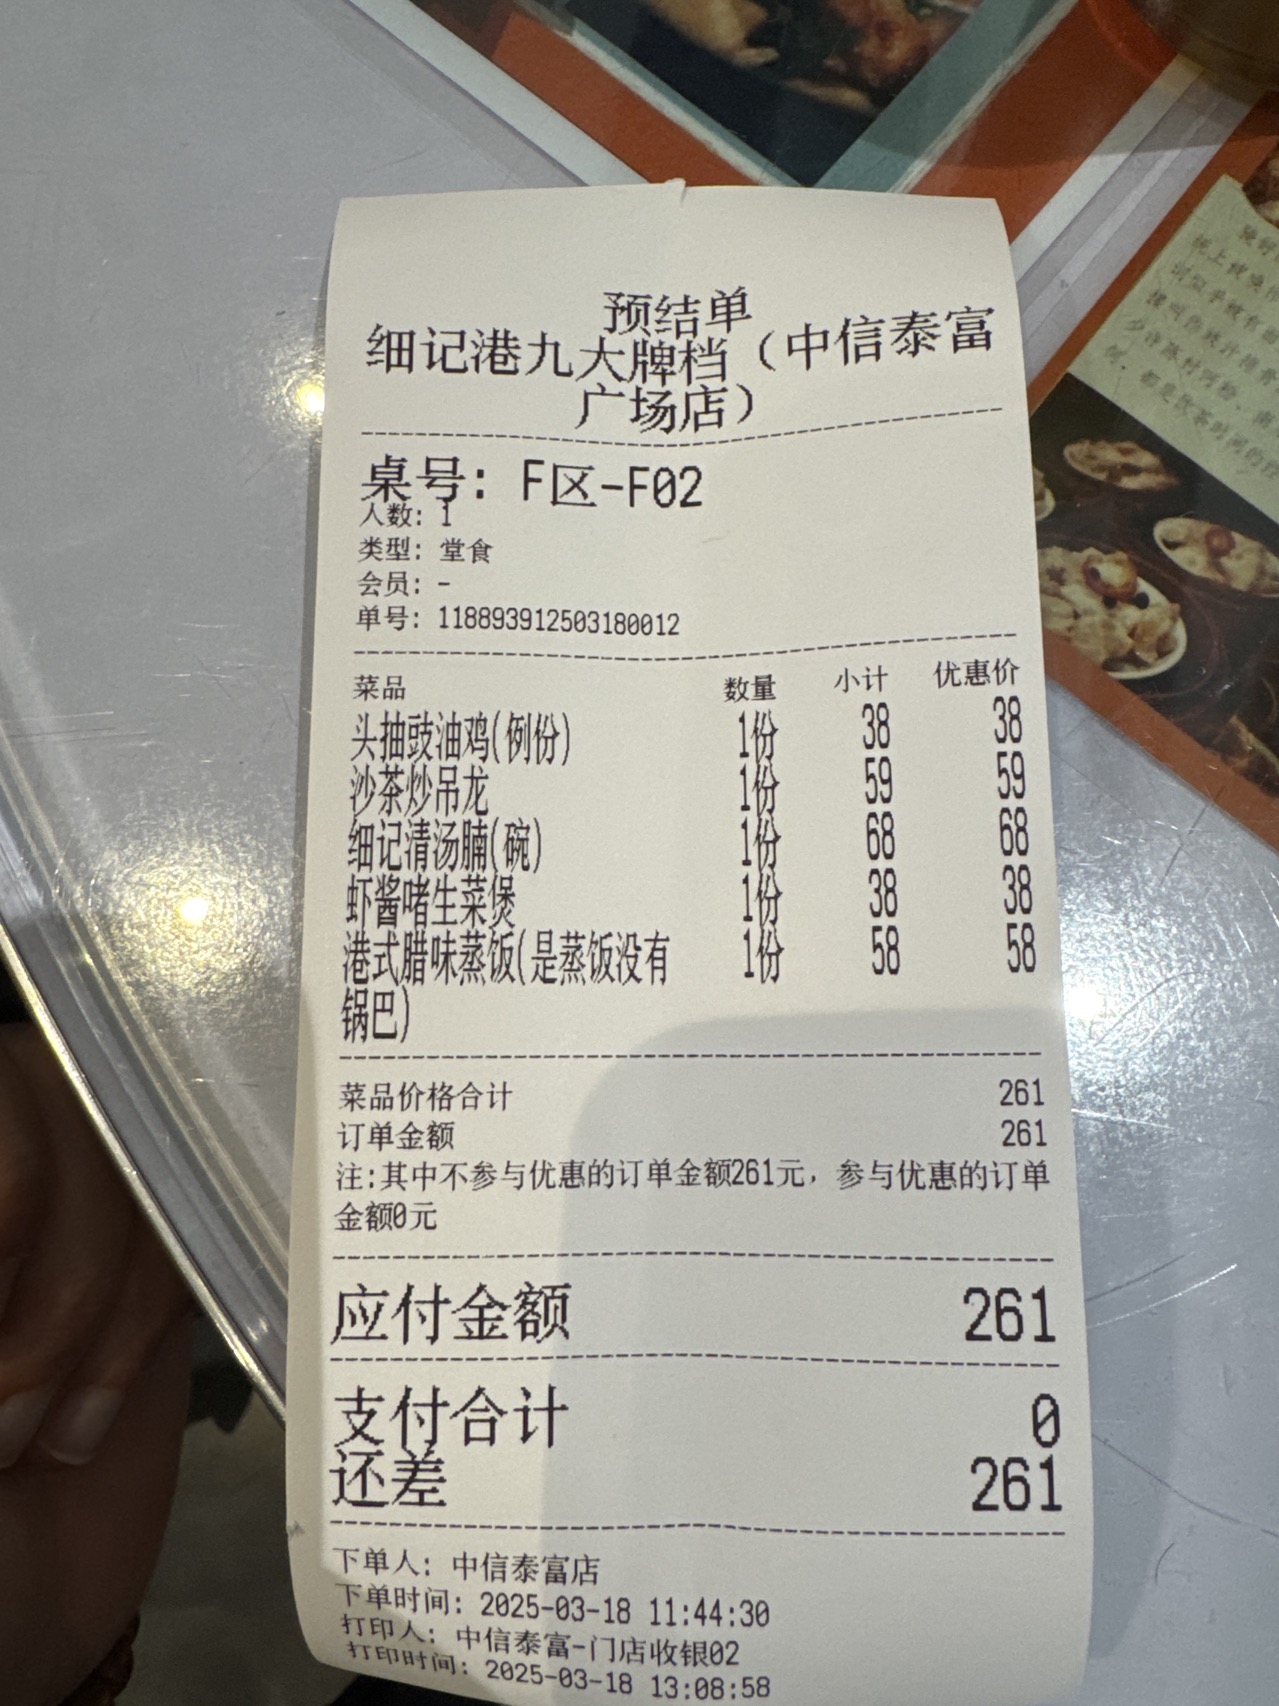 预结单
细记港九大牌档（中信泰富
广场店）
桌号：F区-F02
人数：1
类型：堂食
会员：-
单号：118893912503180012
菜品 数量 小计 优惠价
头抽豉油鸡(例份) 1份 38 38
沙茶炒吊龙 1份 59 59
细记清汤腩(碗) 1份 68 68
虾酱啫生菜煲 1份 38 38
港式腊味蒸饭(是蒸饭没有 1份 58 58
锅巴)
菜品价格合计 261
订单金额 261
注:其中不参与优惠的订单金额261元，参与优惠的订单
金额0元
应付金额 261
支付合计 0
还差 261
下单人：中信泰富店
下单时间：2025-03-18 11:44:30
打印人：中信泰富-门店收银02
打印时间：2025-03-18 13:08:58